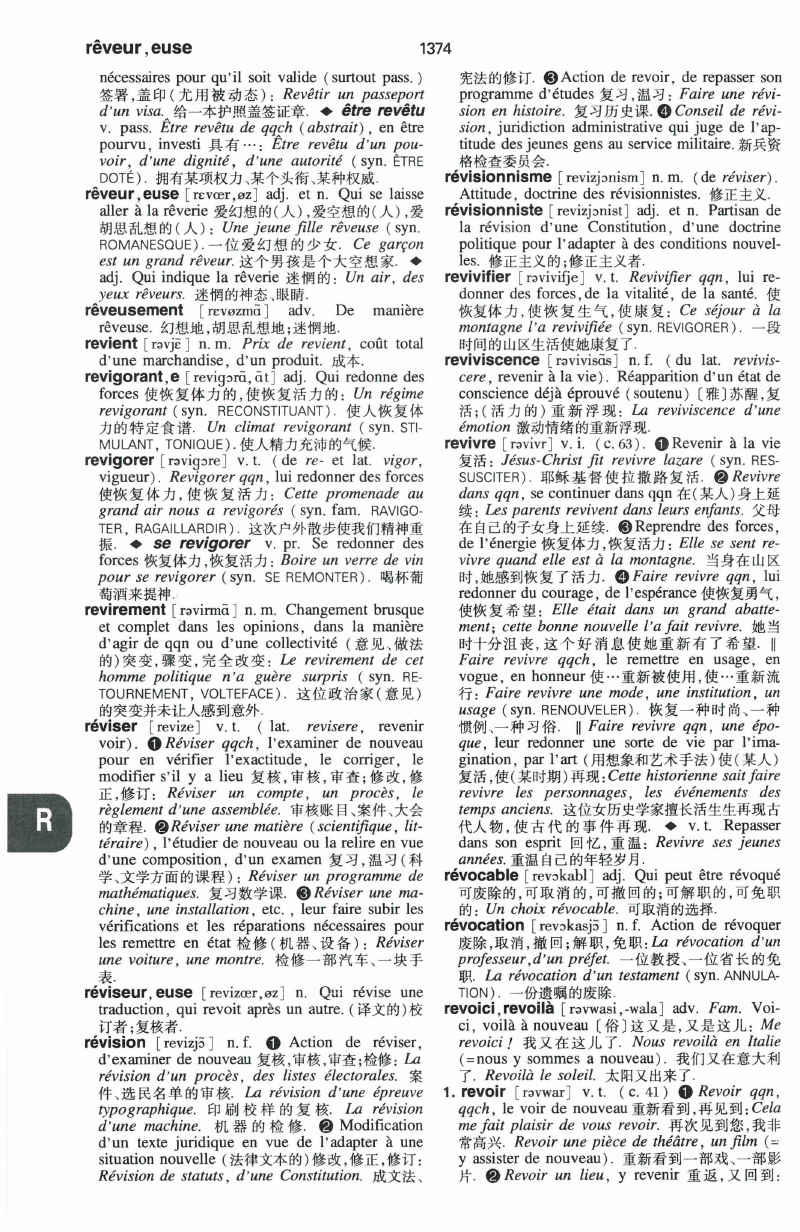 rêveur, euse
1374
nécessaires pour qu'il soit valide (surtout pass.)
签署,盖印(尤用被动态): Revêtir un passeport
d'un visa. 给一本护照盖签证章. ◆ être revêtu
v. pass. Être revêtu de qqch (abstrait), en être
pourvu, investi 具有…: Être revêtu d'un pou-
voir, d'une dignité, d'une autorité (syn. ÊTRE
DOTÉ). 拥有某项权力、某个头衔、某种权威.
rêveur, euse [rɛvœr,øz] adj. et n. Qui se laisse
aller à la rêverie 爱幻想的(人),爱空想的(人),爱
胡思乱想的(人): Une jeune fille rêveuse (syn.
ROMANESQUE). 一位爱幻想的少女. Ce garçon
est un grand rêveur. 这个男孩是个大空想家. ◆
adj. Qui indique la rêverie 迷惘的: Un air, des
yeux rêveurs. 迷惘的神态、眼睛.
rêveusement [revøzmɑ̃] adv. De manière
rêveuse. 幻想地,胡思乱想地;迷惘地.
revient [rəvjɛ̃] n. m. Prix de revient, coût total
d'une marchandise, d'un produit. 成本.
revigorant, e [revigɔrɑ̃, ɑ̃t] adj. Qui redonne des
forces 使恢复体力的,使恢复活力的: Un régime
revigorant (syn. RECONSTITUANT). 使人恢复体
力的特定食谱. Un climat revigorant (syn. STI-
MULANT, TONIQUE). 使人精力充沛的气候.
revigorer [rəvigɔre] v. t. (de re- et lat. vigor,
vigueur). Revigorer qqn, lui redonner des forces
使恢复体力,使恢复活力: Cette promenade au
grand air nous a revigorés (syn. fam. RAVIGO-
TER, RAGAILLARDIR). 这次户外散步使我们精神重
振. ◆ se revigorer v. pr. Se redonner des
forces 恢复体力,恢复活力: Boire un verre de vin
pour se revigorer (syn. SE REMONTER). 喝杯葡
萄酒来提神.
revirement [rəvirmɑ̃] n. m. Changement brusque
et complet dans les opinions, dans la manière
d'agir de qqn ou d'une collectivité (意见、做法
的)突变,骤变,完全改变: Le revirement de cet
homme politique n'a guère surpris (syn. RE-
TOURNEMENT, VOLTEFACE). 这位政治家(意见)
的突变并未让人感到意外.
réviser [revize] v. t. (lat. revisere, revenir
voir). ❶Réviser qqch, l'examiner de nouveau
pour en vérifier l'exactitude, le corriger, le
modifier s'il y a lieu 复核,审核,审查;修改,修
正,修订: Réviser un compte, un procès, le
règlement d'une assemblée. 审核账目、案件、大会
的章程. ❷Réviser une matière (scientifique, lit-
téraire), l'étudier de nouveau ou la relire en vue
d'une composition, d'un examen 复习,温习(科
学、文学方面的课程): Réviser un programme de
mathématiques. 复习数学课. ❸Réviser une ma-
chine, une installation, etc., leur faire subir les
vérifications et les réparations nécessaires pour
les remettre en état 检修(机器、设备): Réviser
une voiture, une montre. 检修一部汽车、一块手
表.
réviseur, euse [revizœr,øz] n. Qui révise une
traduction, qui revoit après un autre. (译文的)校
订者;复核者.
révision [revizjɔ̃] n. f. ❶ Action de réviser,
d'examiner de nouveau 复核,审核,审查;检修: La
révision d'un procès, des listes électorales. 案
件、选民名单的审核. La révision d'une épreuve
typographique. 印刷校样的复核. La révision
d'une machine. 机器的检修. ❷ Modification
d'un texte juridique en vue de l'adapter à une
situation nouvelle (法律文本的)修改,修正,修订:
Révision de statuts, d'une Constitution. 成文法、
R
宪法的修订. ❸Action de revoir, de repasser son
programme d'études 复习,温习: Faire une révi-
sion en histoire. 复习历史课. ❹Conseil de révi-
sion, juridiction administrative qui juge de l'ap-
titude des jeunes gens au service militaire. 新兵资
格检查委员会.
révisionnisme [revizjɔnism] n. m. (de réviser).
Attitude, doctrine des révisionnistes. 修正主义.
révisionniste [revizjɔnist] adj. et n. Partisan de
la révision d'une Constitution, d'une doctrine
politique pour l'adapter à des conditions nouvel-
les. 修正主义的;修正主义者.
revivifier [rəvivifje] v. t. Revivifier qqn, lui re-
donner des forces, de la vitalité, de la santé. 使
恢复体力,使恢复生气,使康复: Ce séjour à la
montagne l'a revivifiée (syn. REVIGORER). 一段
时间的山区生活使她康复了.
reviviscence [rəvivisɑ̃s] n. f. (du lat. revivis-
cere, revenir à la vie). Réapparition d'un état de
conscience déjà éprouvé (soutenu) 〔雅〕苏醒,复
活;(活力的)重新浮现: La reviviscence d'une
émotion 激动情绪的重新浮现.
revivre [rəvivr] v. i. (c. 63). ❶Revenir à la vie
复活: Jésus-Christ fit revivre lazare (syn. RES-
SUSCITER). 耶稣基督使拉撒路复活. ❷Revivre
dans qqn, se continuer dans qqn 在(某人)身上延
续: Les parents revivent dans leurs enfants. 父母
在自己的子女身上延续. ❸Reprendre des forces,
de l'énergie 恢复体力,恢复活力: Elle se sent re-
vivre quand elle est à la montagne. 当身在山区
时,她感到恢复了活力. ❹Faire revivre qqn, lui
redonner du courage, de l'espérance 使恢复勇气,
使恢复希望: Elle était dans un grand abatte-
ment; cette bonne nouvelle l'a fait revivre. 她当
时十分沮丧,这个好消息使她重新有了希望. ‖
Faire revivre qqch, le remettre en usage, en
vogue, en honneur 使…重新被使用,使…重新流
行: Faire revivre une mode, une institution, un
usage (syn. RENOUVELER). 恢复一种时尚、一种
惯例、一种习俗. ‖ Faire revivre qqn, une épo-
que, leur redonner une sorte de vie par l'ima-
gination, par l'art (用想象和艺术手法)使(某人)
复活,使(某时期)再现: Cette historienne sait faire
revivre les personnages, les événements des
temps anciens. 这位女历史学家擅长活生生再现古
代人物,使古代的事件再现. ◆ v. t. Repasser
dans son esprit 回忆,重温: Revivre ses jeunes
années. 重温自己的年轻岁月.
révocable [revɔkabl] adj. Qui peut être révoqué
可废除的,可取消的,可撤回的;可解职的,可免职
的: Un choix révocable. 可取消的选择.
révocation [revɔkasjɔ̃] n. f. Action de révoquer
废除,取消,撤回;解职,免职: La révocation d'un
professeur, d'un préfet. 一位教授、一位省长的免
职. La révocation d'un testament (syn. ANNULA-
TION). 一份遗嘱的废除.
revoici, revoilà [rəvwasi,-wala] adv. Fam. Voi-
ci, voilà à nouveau 〔俗〕这又是,又是这儿: Me
revoici! 我又在这儿了. Nous revoilà en Italie
(=nous y sommes a nouveau). 我们又在意大利
了. Revoilà le soleil. 太阳又出来了.
1. revoir [rəvwar] v. t. (c. 41) ❶ Revoir qqn,
qqch, le voir de nouveau 重新看到,再见到: Cela
me fait plaisir de vous revoir. 再次见到您,我非
常高兴. Revoir une pièce de théâtre, un film (=
y assister de nouveau). 重新看到一部戏、一部影
片. ❷Revoir un lieu, y revenir 重返,又回到: